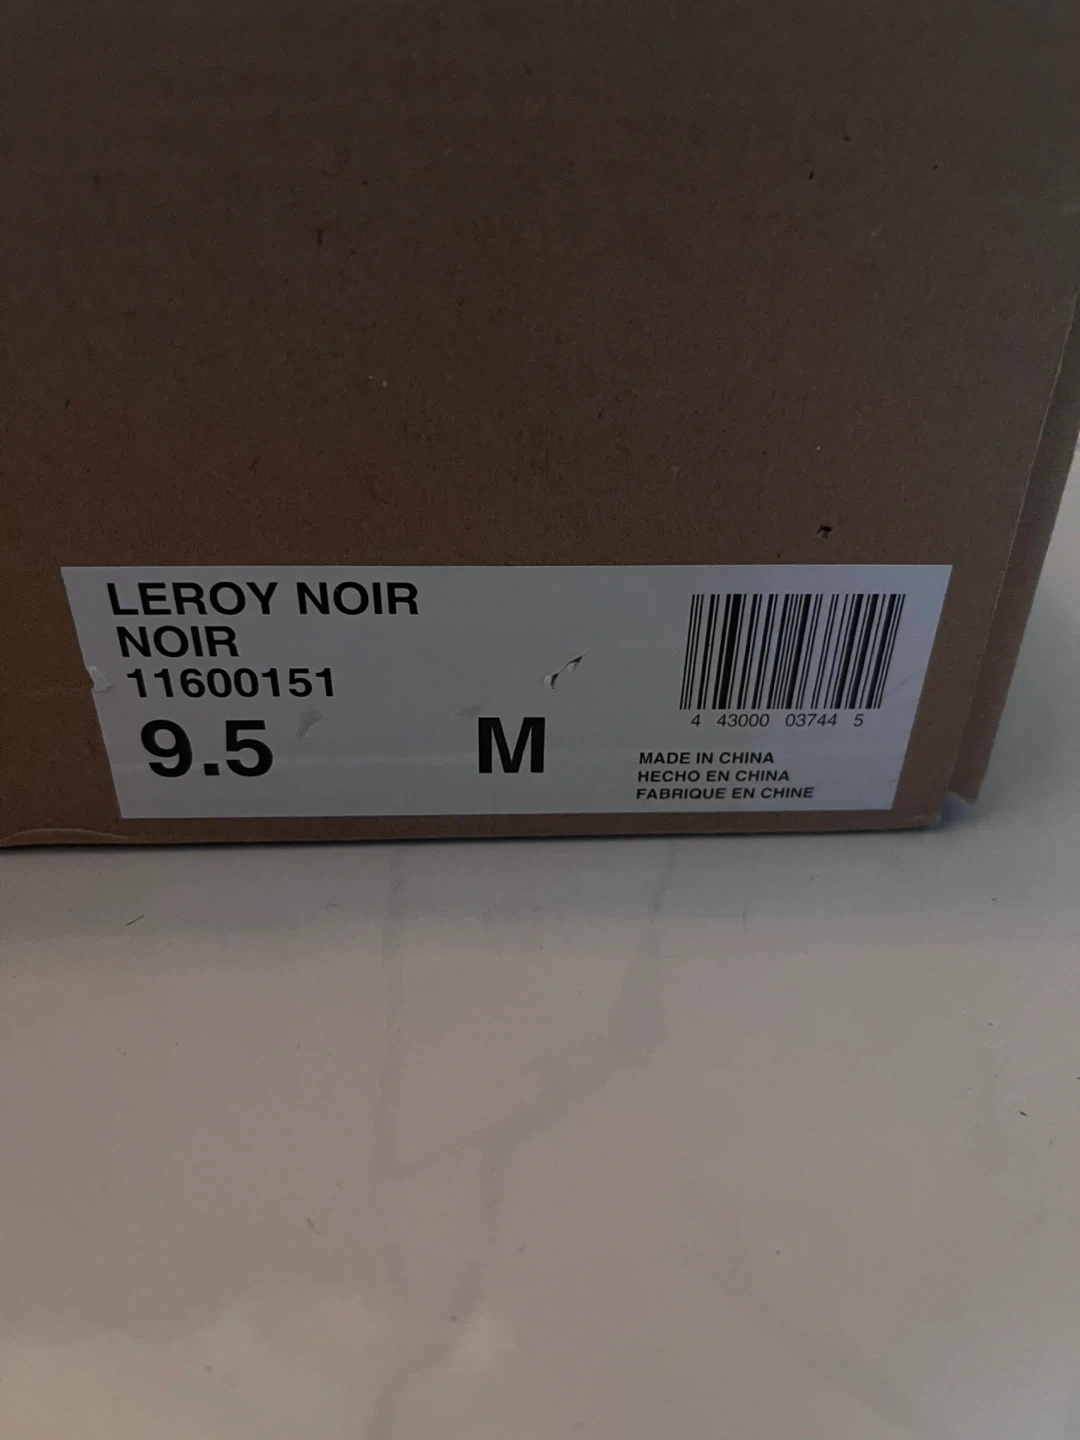 LEROY NOIR
NOIR
11600151
9.5 M
4 43000 03744 5
MADE IN CHINA
HECHO EN CHINA
FABRIQUE EN CHINE